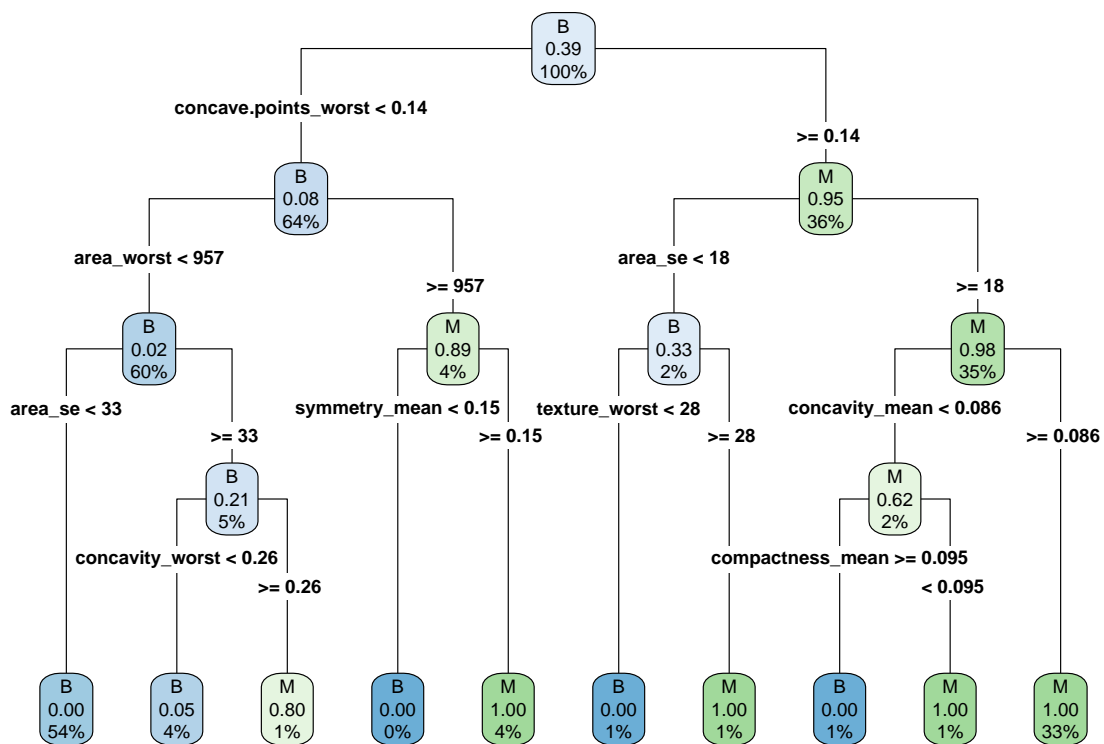 B
0.39
100%
concave.points_worst < 0.14
>= 0.14
B
0.08
64%
M
0.95
36%
area_worst < 957
>= 957
area_se < 18
>= 18
B
0.02
60%
M
0.89
4%
B
0.33
2%
M
0.98
35%
area_se < 33
>= 33
symmetry_mean < 0.15
>= 0.15
texture_worst < 28
>= 28
concavity_mean < 0.086
>= 0.086
B
0.21
5%
M
0.62
2%
concavity_worst < 0.26
>= 0.26
compactness_mean >= 0.095
< 0.095
B
0.00
54%
B
0.05
4%
M
0.80
1%
B
0.00
0%
M
1.00
4%
B
0.00
1%
M
1.00
1%
B
0.00
1%
M
1.00
1%
M
1.00
33%